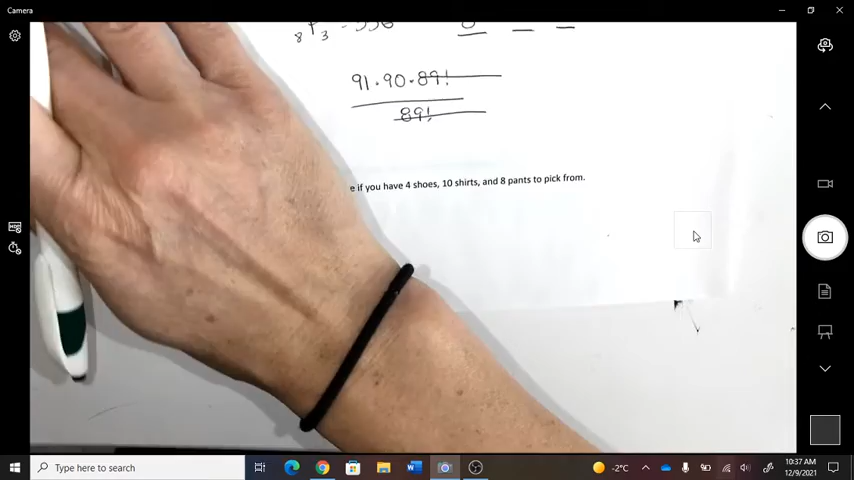 Camera
₈P₃ = 336
91·90·89!
89!
e if you have 4 shoes, 10 shirts, and 8 pants to pick from.
Type here to search
-2°C
10:37 AM
12/9/2021